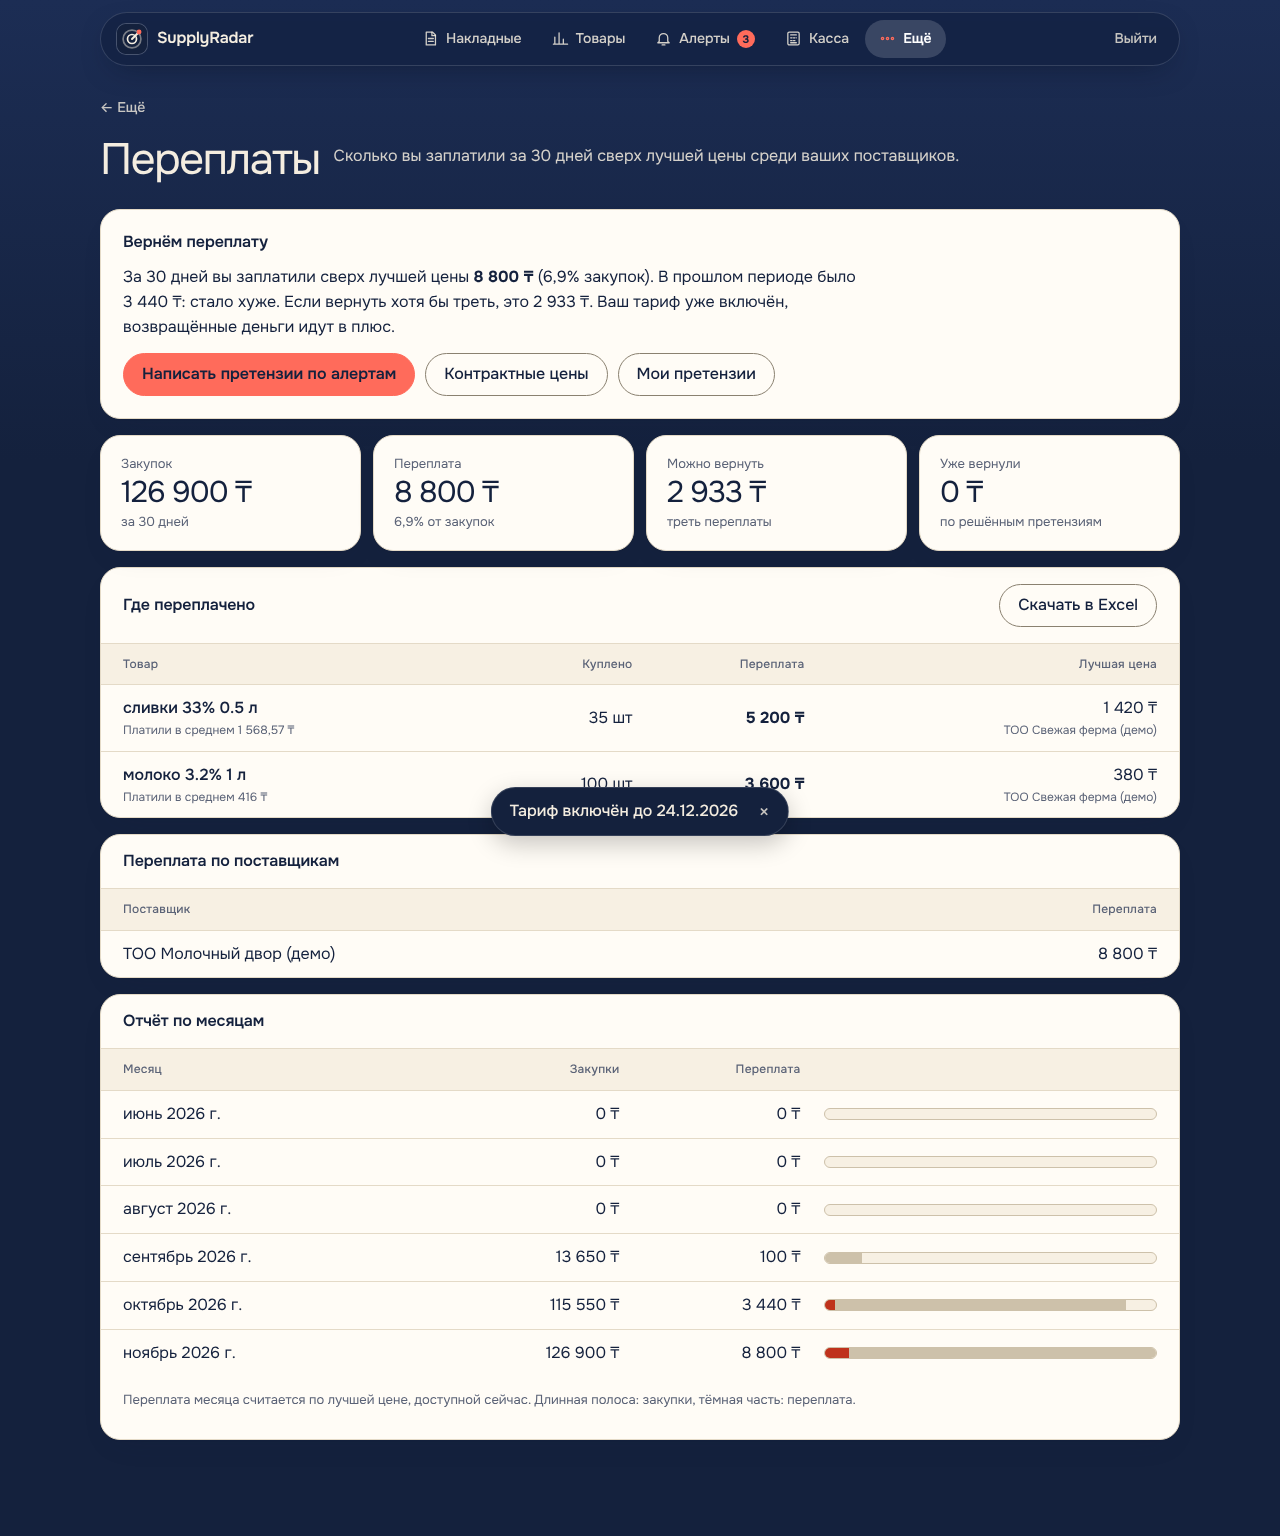 SupplyRadar
Накладные
Товары
Алерты 3
Касса
Ещё
Выйти
← Ещё
Переплаты
Сколько вы заплатили за 30 дней сверх лучшей цены среди ваших поставщиков.
Вернём переплату
За 30 дней вы заплатили сверх лучшей цены 8 800 ₸ (6,9% закупок). В прошлом периоде было
3 440 ₸: стало хуже. Если вернуть хотя бы треть, это 2 933 ₸. Ваш тариф уже включён,
возвращённые деньги идут в плюс.
Написать претензии по алертам
Контрактные цены
Мои претензии
Закупок
126 900 ₸
за 30 дней
Переплата
8 800 ₸
6,9% от закупок
Можно вернуть
2 933 ₸
треть переплаты
Уже вернули
0 ₸
по решённым претензиям
Где переплачено
Скачать в Excel
Товар Куплено Переплата Лучшая цена
сливки 33% 0.5 л 35 шт 5 200 ₸ 1 420 ₸
Платили в среднем 1 568,57 ₸ ТОО Свежая ферма (демо)
молоко 3.2% 1 л 100 шт 3 600 ₸ 380 ₸
Платили в среднем 416 ₸ ТОО Свежая ферма (демо)
Тариф включён до 24.12.2026 ×
Переплата по поставщикам
Поставщик Переплата
ТОО Молочный двор (демо) 8 800 ₸
Отчёт по месяцам
Месяц Закупки Переплата
июнь 2026 г. 0 ₸ 0 ₸
июль 2026 г. 0 ₸ 0 ₸
август 2026 г. 0 ₸ 0 ₸
сентябрь 2026 г. 13 650 ₸ 100 ₸
октябрь 2026 г. 115 550 ₸ 3 440 ₸
ноябрь 2026 г. 126 900 ₸ 8 800 ₸
Переплата месяца считается по лучшей цене, доступной сейчас. Длинная полоса: закупки, тёмная часть: переплата.